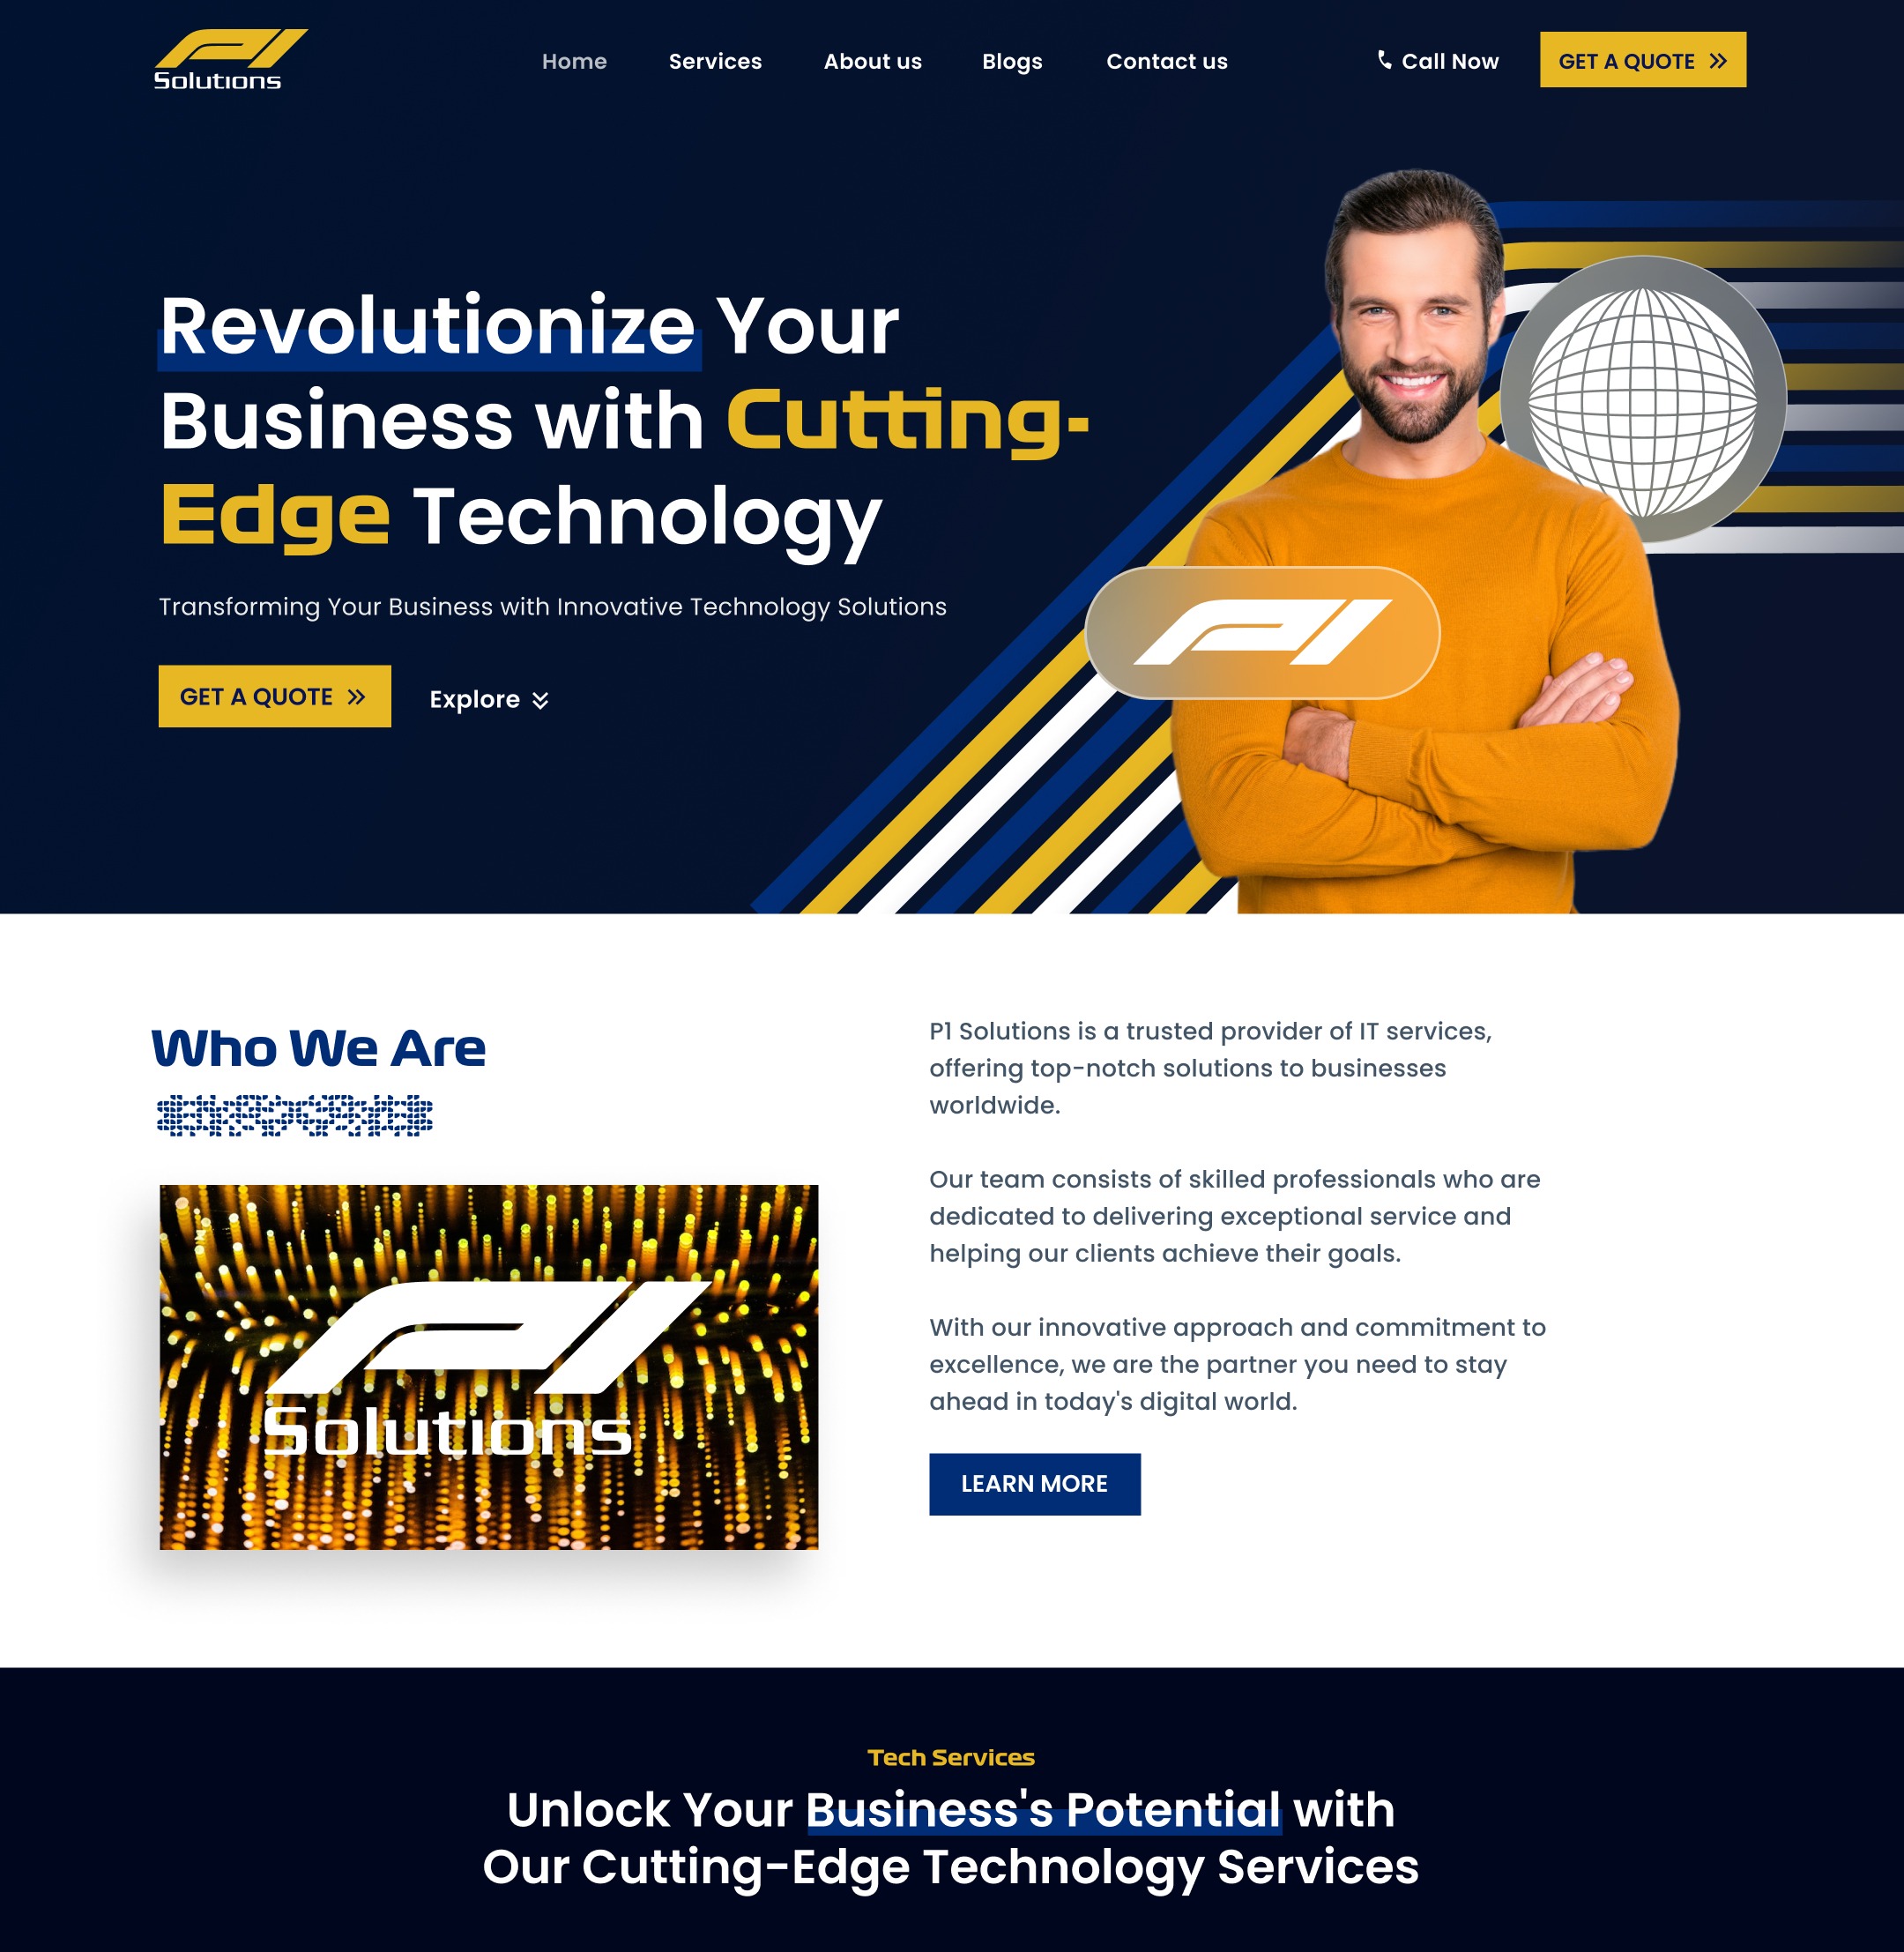 P1
Solutions
Home Services About us Blogs Contact us Call Now GET A QUOTE
Revolutionize Your
Business with Cutting-
Edge Technology
Transforming Your Business with Innovative Technology Solutions
GET A QUOTE Explore
P1
Who We Are
P1 Solutions is a trusted provider of IT services,
offering top-notch solutions to businesses
worldwide.
Our team consists of skilled professionals who are
dedicated to delivering exceptional service and
helping our clients achieve their goals.
With our innovative approach and commitment to
excellence, we are the partner you need to stay
ahead in today's digital world.
LEARN MORE
P1
Solutions
Tech Services
Unlock Your Business's Potential with
Our Cutting-Edge Technology Services